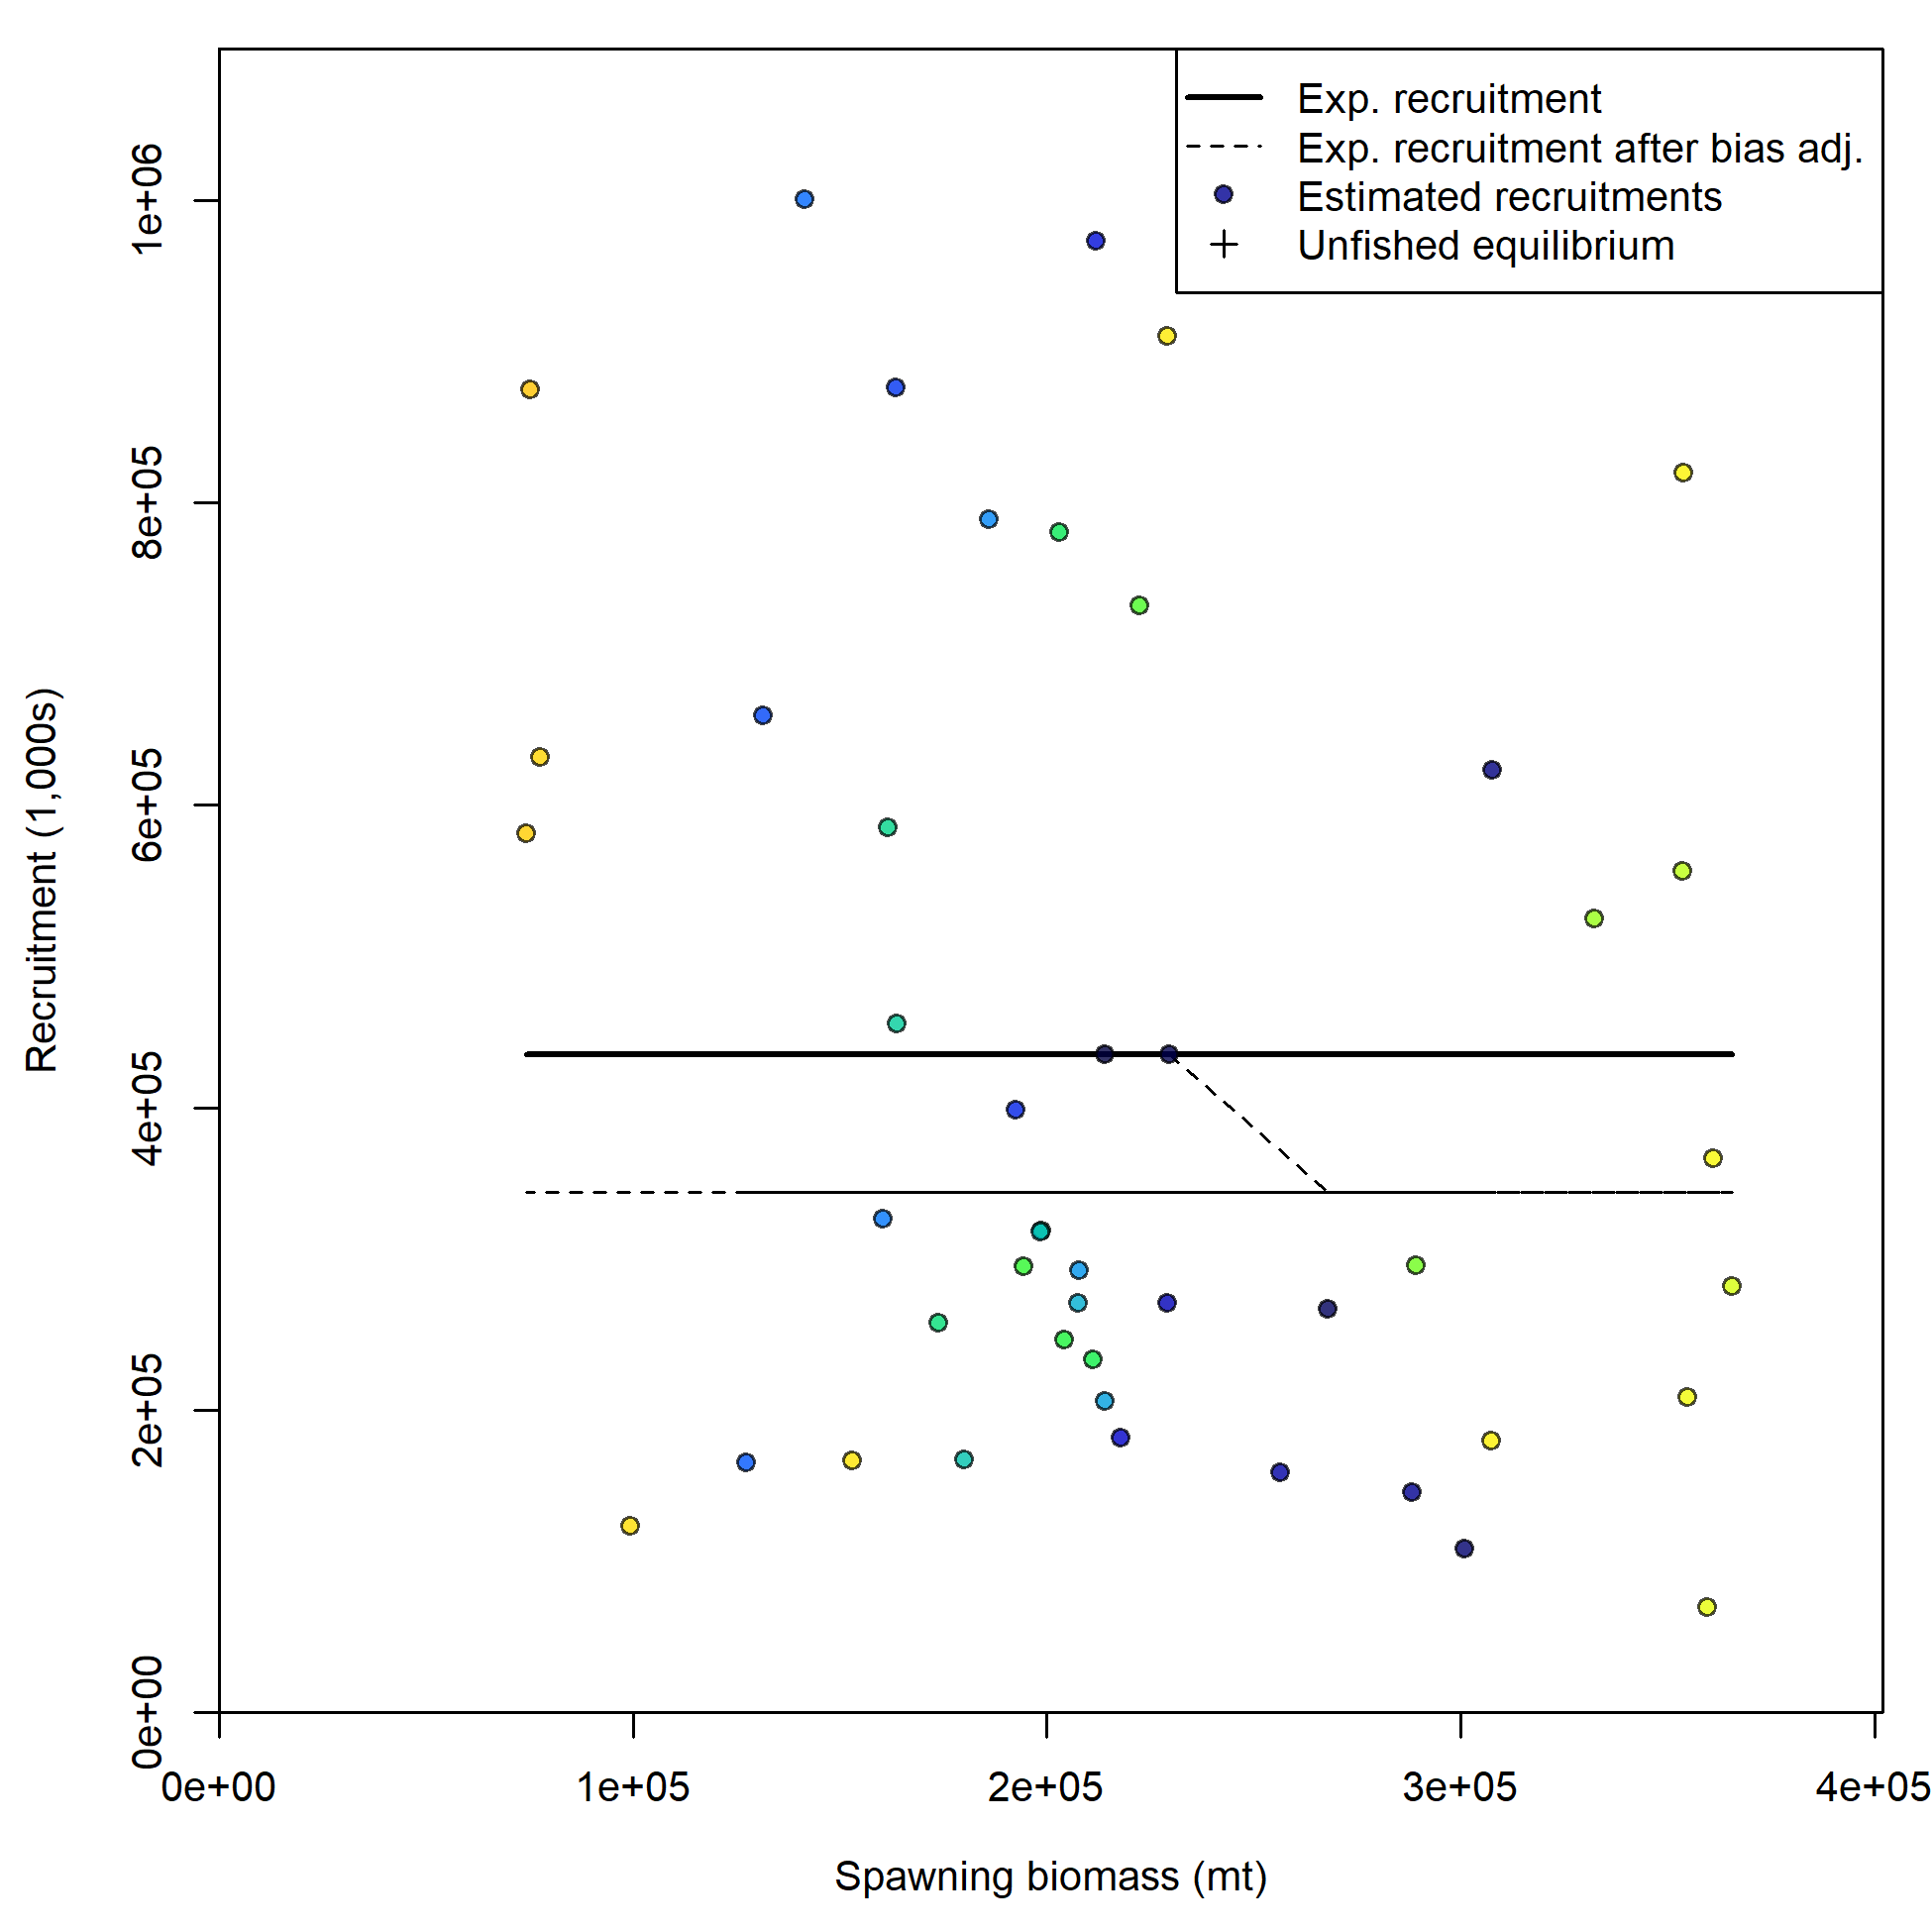 Exp. recruitment
Exp. recruitment after bias adj.
Estimated recruitments
Unfished equilibrium
1e+06
8e+05
6e+05
4e+05
2e+05
0e+00
Recruitment (1,000s)
0e+00 1e+05 2e+05 3e+05 4e+05
Spawning biomass (mt)